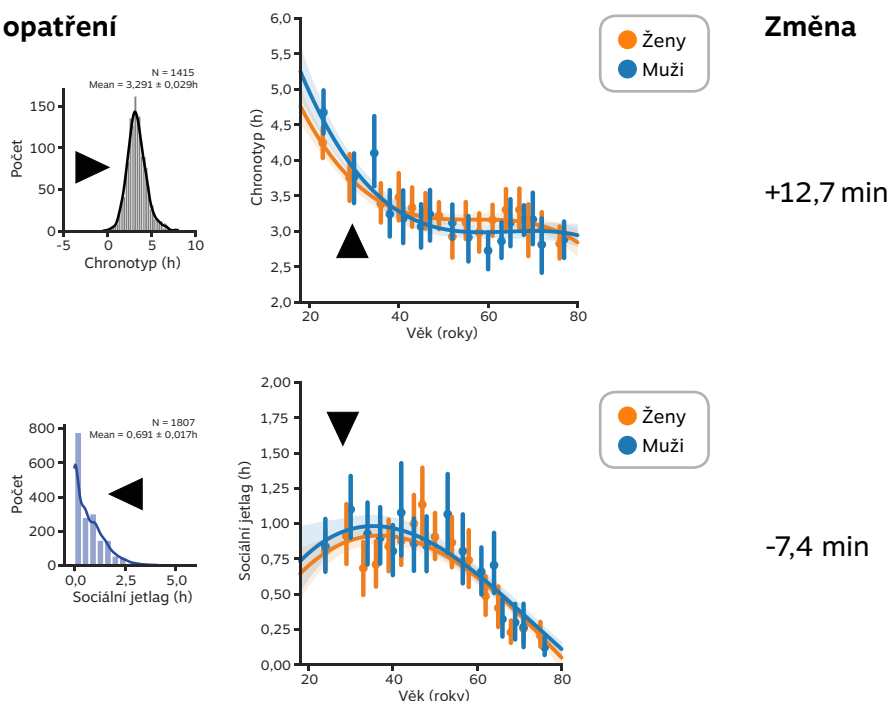 opatření
Změna
N = 1415
Mean = 3,291 ± 0,029h
150
100
50
0
Počet
-5
0
5
10
Chronotyp (h)
6,0
5,5
5,0
4,5
4,0
3,5
3,0
2,5
2,0
Chronotyp (h)
20
40
60
80
Věk (roky)
Ženy
Muži
+12,7 min
N = 1807
Mean = 0,691 ± 0,017h
800
600
400
200
0
Počet
0,0
2,5
5,0
Sociální jetlag (h)
2,00
1,75
1,50
1,25
1,00
0,75
0,50
0,25
0,00
Sociální jetlag (h)
20
40
60
80
Věk (roky)
Ženy
Muži
-7,4 min